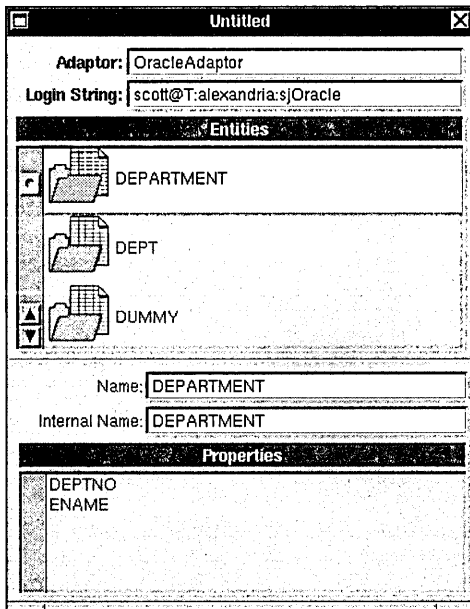 Untitled
Adaptor: OracleAdaptor
Login String: scott@T:alexandria:sjOracle
Entities
DEPARTMENT
DEPT
DUMMY
Name: DEPARTMENT
Internal Name: DEPARTMENT
Properties
DEPTNO
ENAME